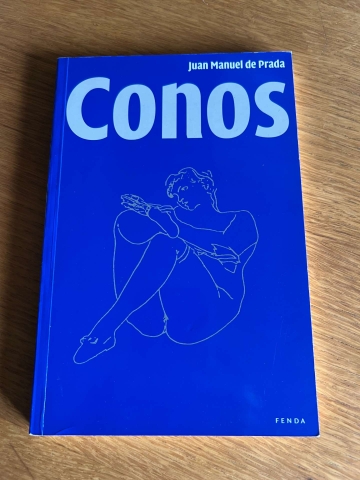 Juan Manuel de Prada
Conos
FENDA